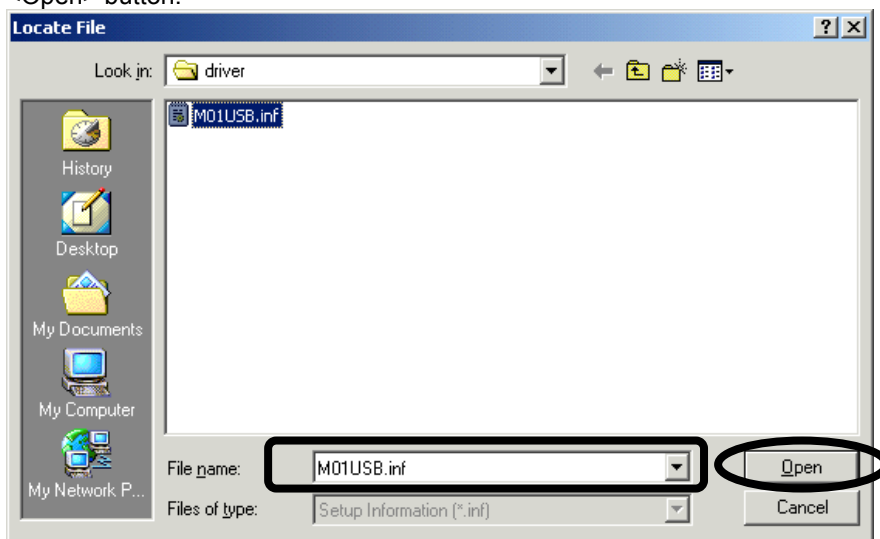 <Open> button.
Locate File
Look in: driver
M01USB.inf
History
Desktop
My Documents
My Computer
My Network P...
File name: M01USB.inf Open
Files of type: Setup Information (*.inf) Cancel